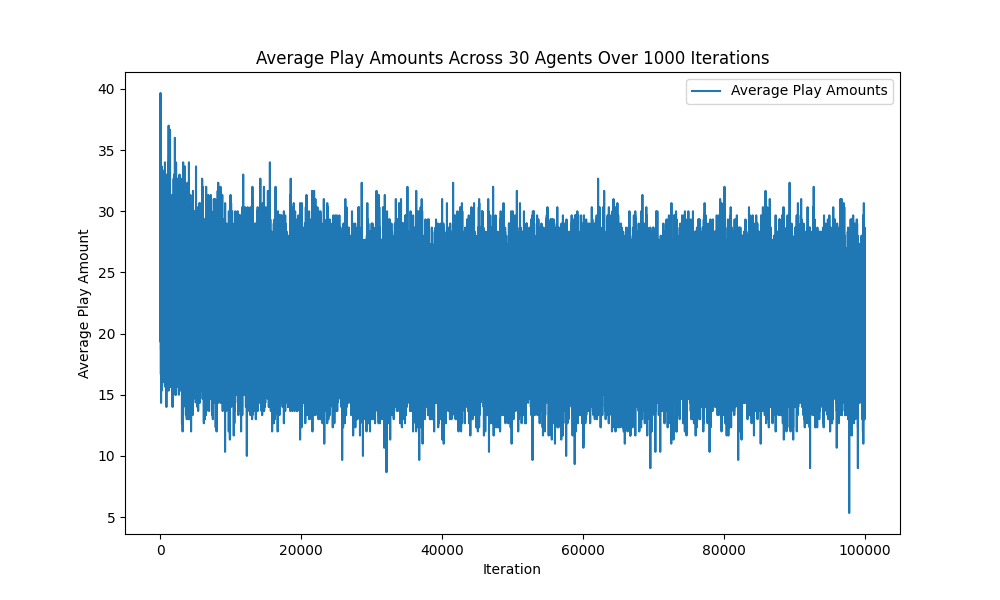 Average Play Amounts Across 30 Agents Over 1000 Iterations
Average Play Amounts
40
35
30
25
20
15
10
5
Average Play Amount
0 20000 40000 60000 80000 100000
Iteration